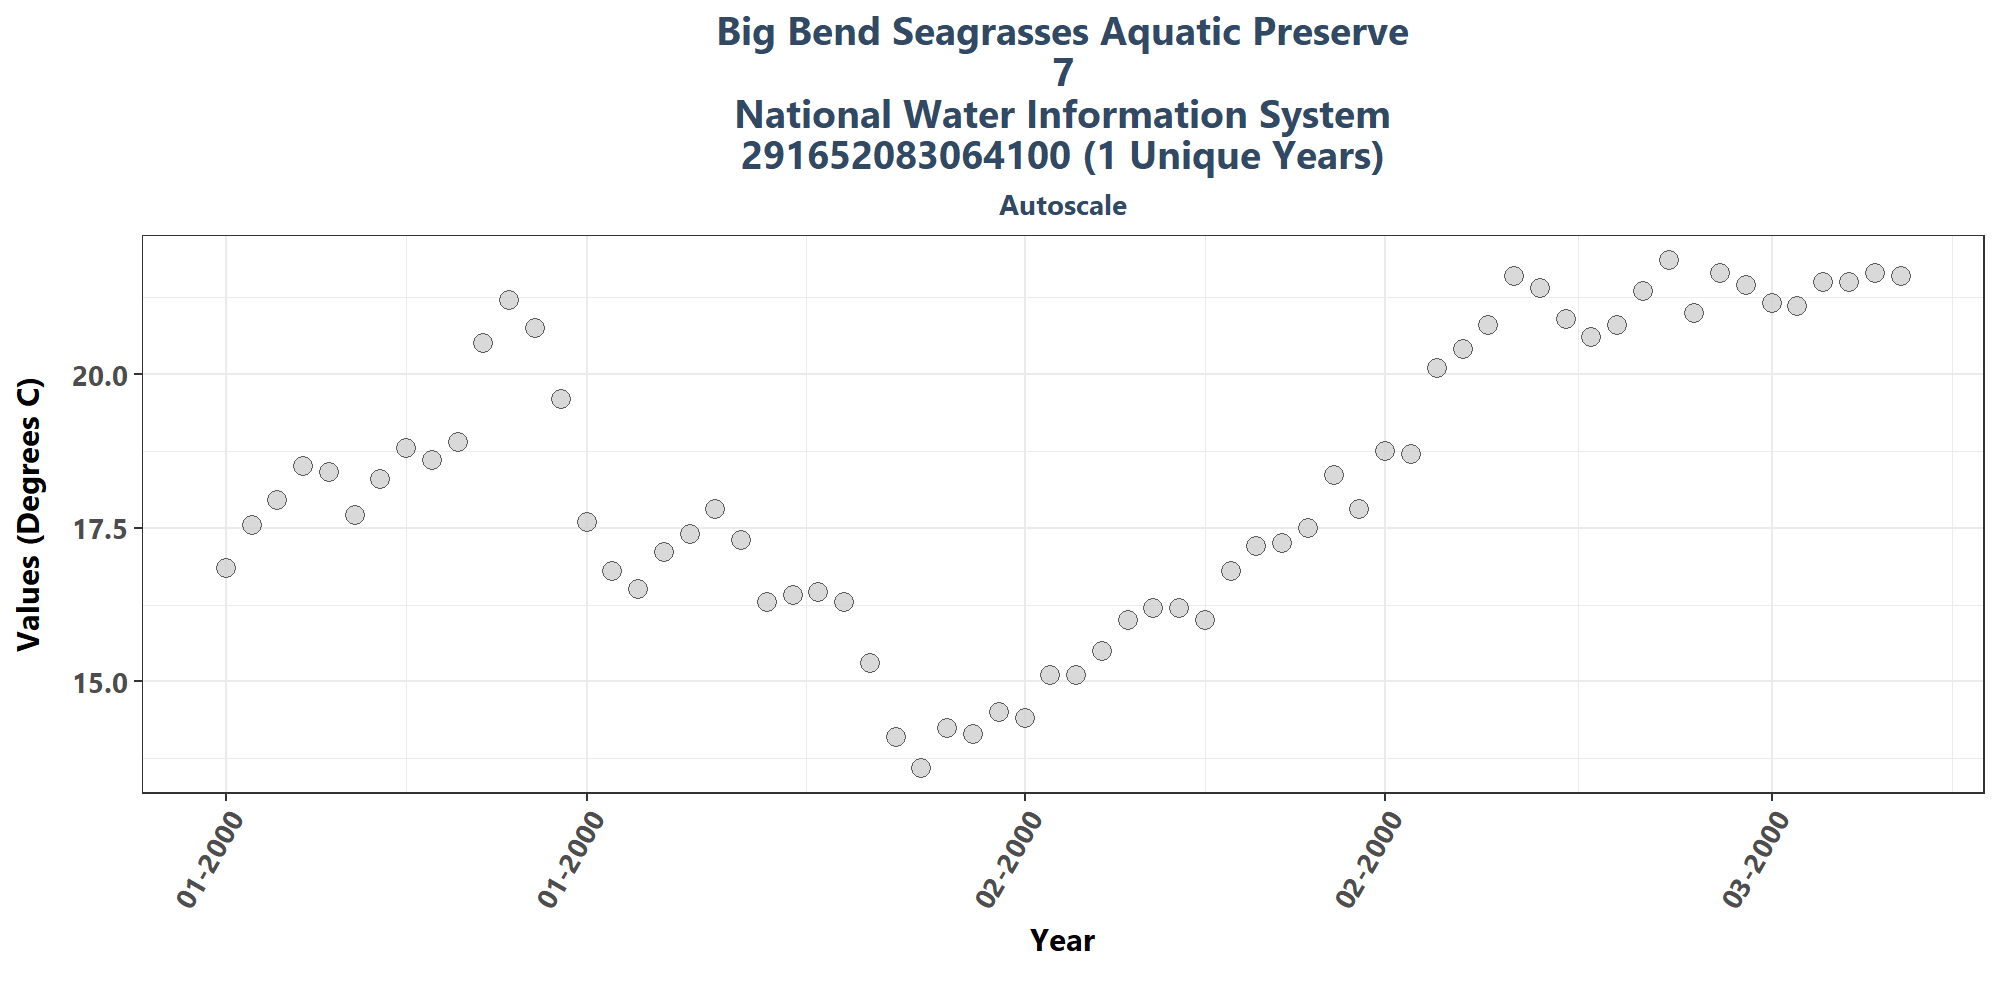 Big Bend Seagrasses Aquatic Preserve
7
National Water Information System
291652083064100 (1 Unique Years)
Autoscale
Values (Degrees C)
20.0
17.5
15.0
01-2000
01-2000
02-2000
02-2000
03-2000
Year